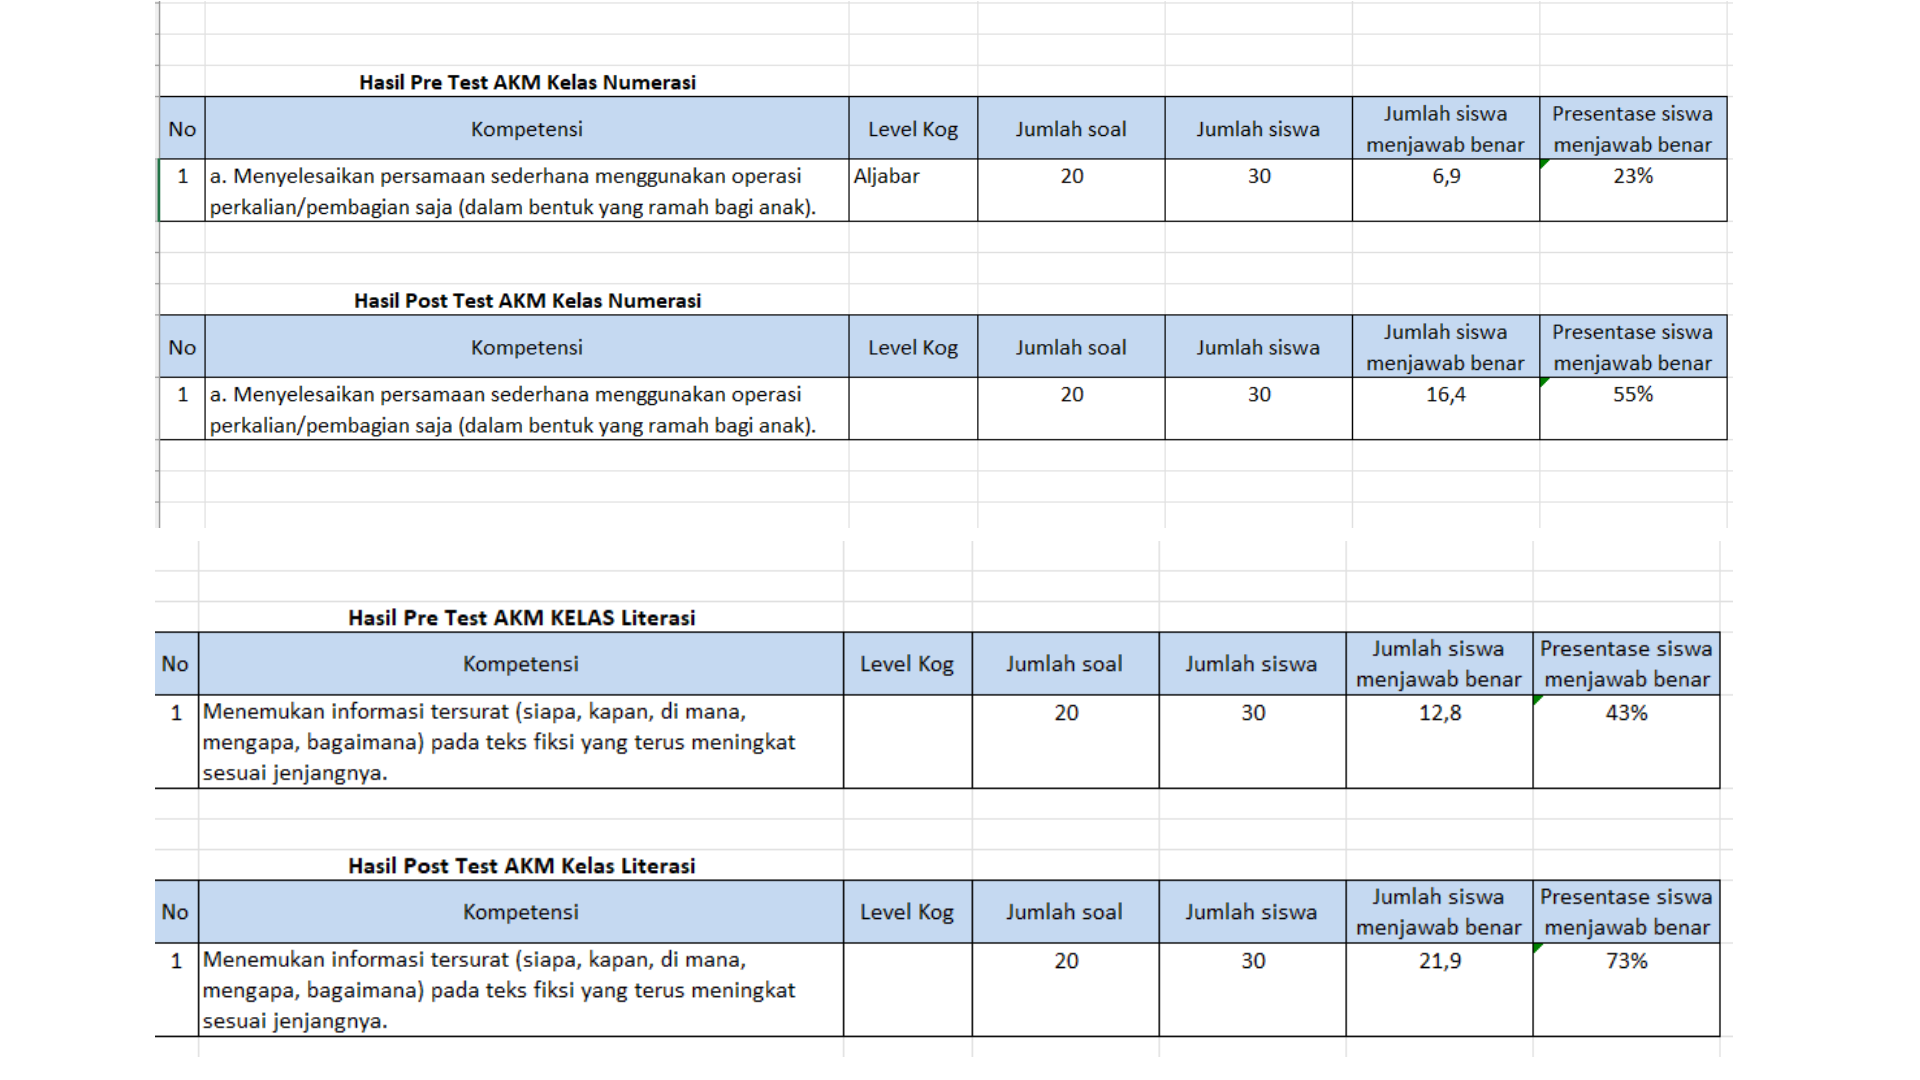 Hasil Pre Test AKM Kelas Numerasi
No Kompetensi Level Kog Jumlah soal Jumlah siswa Jumlah siswa menjawab benar Presentase siswa menjawab benar
1 a. Menyelesaikan persamaan sederhana menggunakan operasi Aljabar 20 30 6,9 23%
perkalian/pembagian saja (dalam bentuk yang ramah bagi anak).
Hasil Post Test AKM Kelas Numerasi
No Kompetensi Level Kog Jumlah soal Jumlah siswa Jumlah siswa menjawab benar Presentase siswa menjawab benar
1 a. Menyelesaikan persamaan sederhana menggunakan operasi 20 30 16,4 55%
perkalian/pembagian saja (dalam bentuk yang ramah bagi anak).
Hasil Pre Test AKM KELAS Literasi
No Kompetensi Level Kog Jumlah soal Jumlah siswa Jumlah siswa menjawab benar Presentase siswa menjawab benar
1 Menemukan informasi tersurat (siapa, kapan, di mana, 20 30 12,8 43%
mengapa, bagaimana) pada teks fiksi yang terus meningkat
sesuai jenjangnya.
Hasil Post Test AKM Kelas Literasi
No Kompetensi Level Kog Jumlah soal Jumlah siswa Jumlah siswa menjawab benar Presentase siswa menjawab benar
1 Menemukan informasi tersurat (siapa, kapan, di mana, 20 30 21,9 73%
mengapa, bagaimana) pada teks fiksi yang terus meningkat
sesuai jenjangnya.